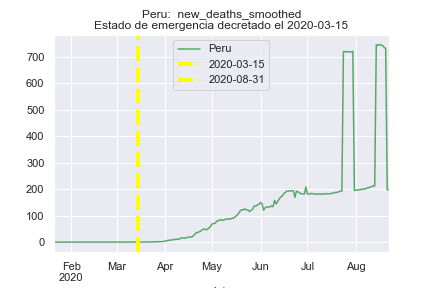 Peru: new_deaths_smoothed
Estado de emergencia decretado el 2020-03-15
Peru
2020-03-15
2020-08-31
700
600
500
400
300
200
100
0
Feb Mar Apr May Jun Jul Aug
2020